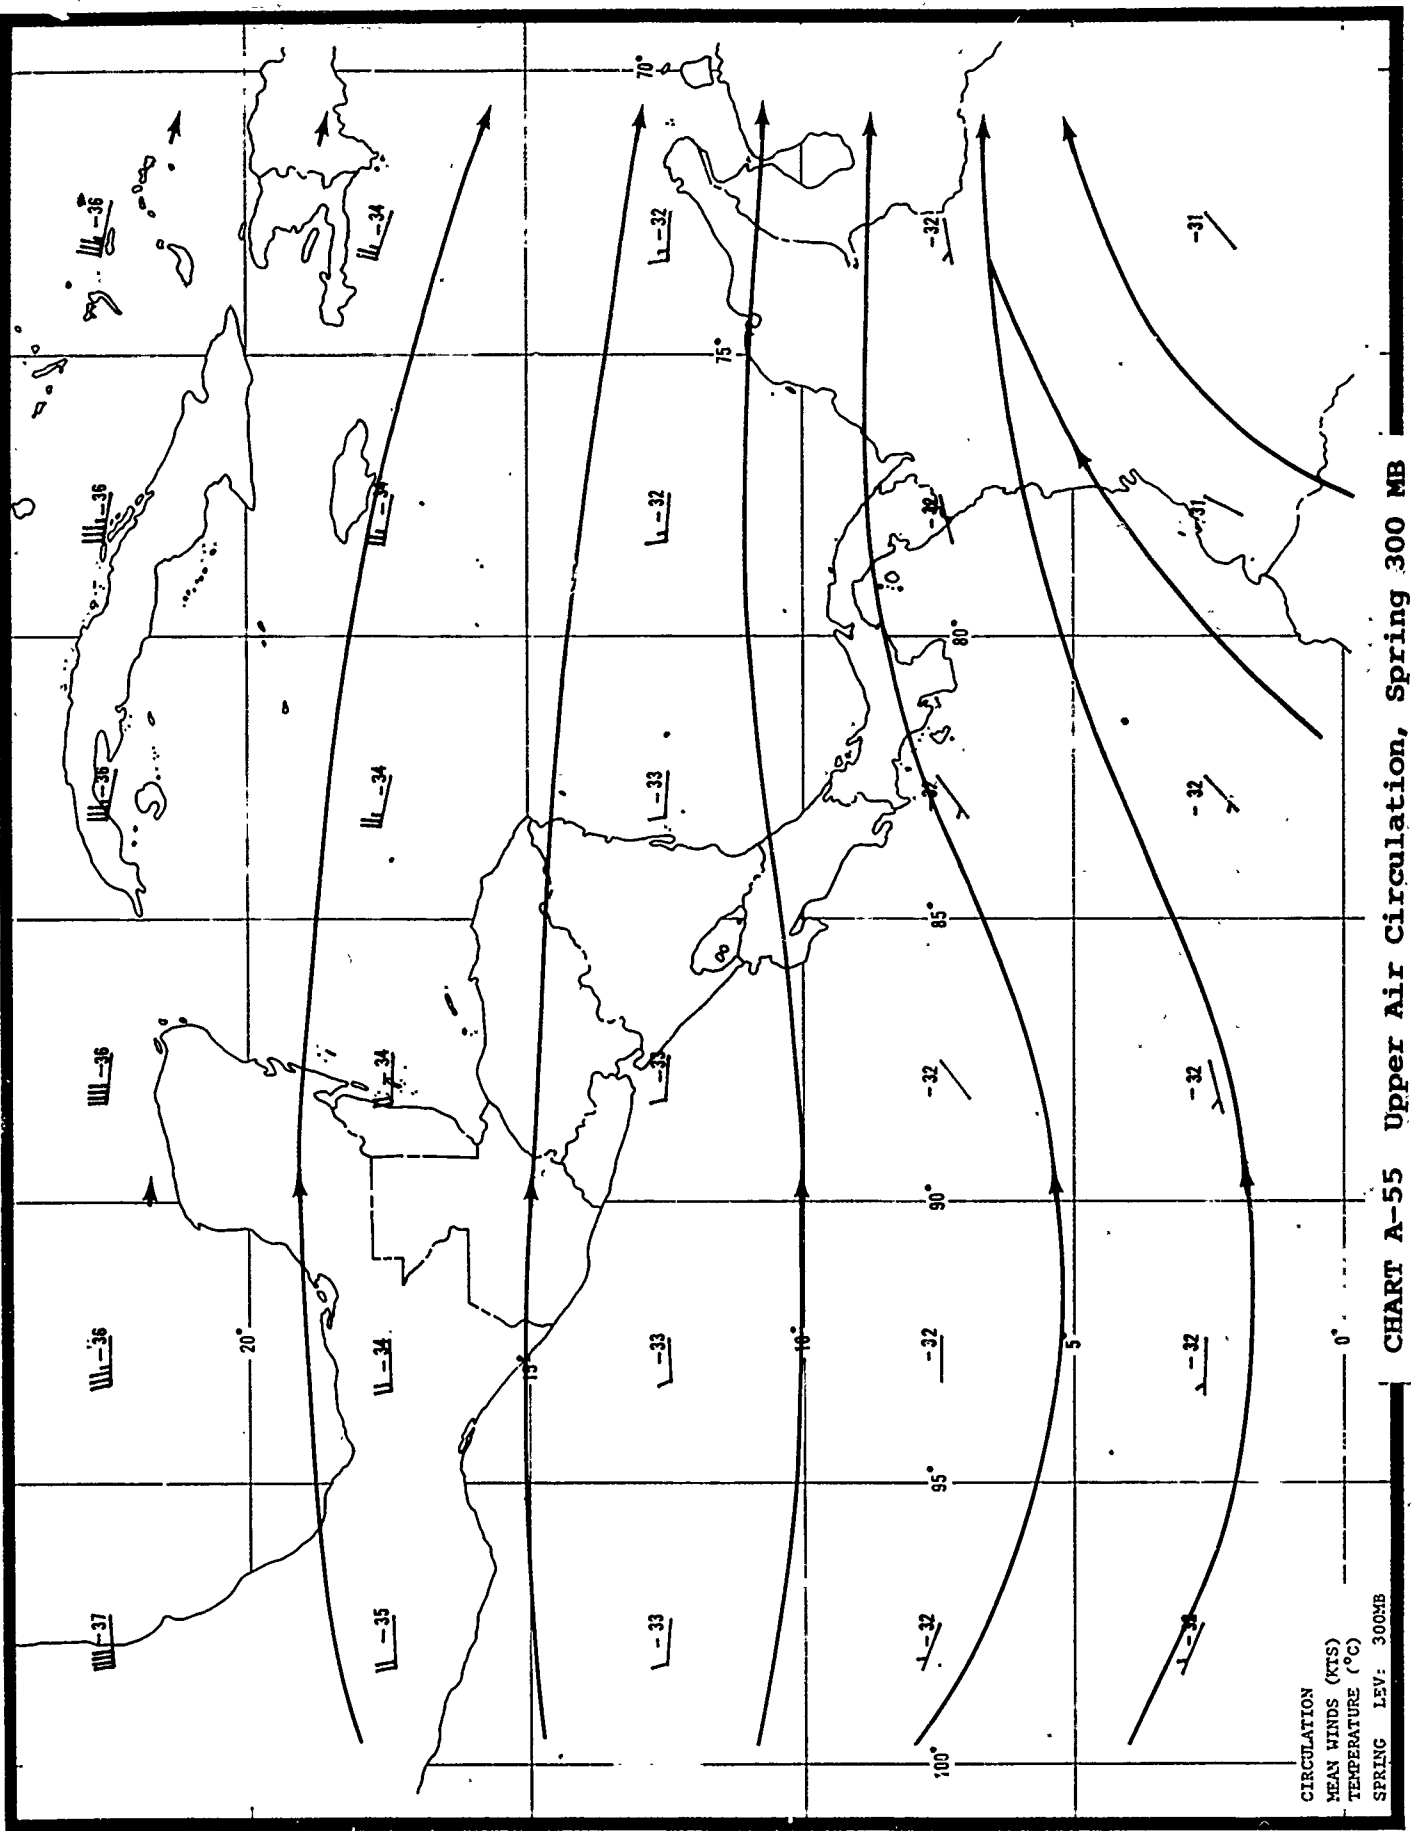 -37 -36 -36 -36 -36 -36
20°
-35 -34 -34 -34 -34 -34
15°
70°
-33 -33 -33 -33 -32 -32
75°
10°
-32 -32 -32 -32 -32 -32
100° 95° 90° 85° 80°
5°
-32 -32 -32 -31 -31
0°
CIRCULATION
MEAN WINDS (KTS)
TEMPERATURE (°C)
SPRING LEV: 300MB
CHART A-55 Upper Air Circulation, Spring 300 MB